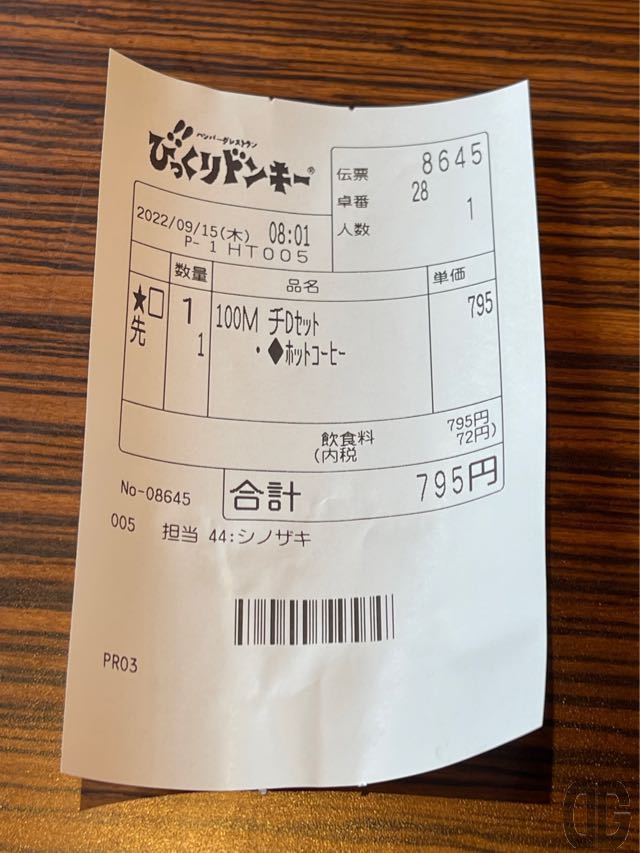 ハンバーグレストラン
びっくりドンキー®
伝票 8645
卓番 28
人数 1
2022/09/15(木) 08:01
P- 1 HT005
数量 品名 単価
★□ 1 100M チDセット 795
先 1 ・◆ホットコーヒー
飲食料 795円
(内税 72円)
合計 795円
No-08645
005 担当 44:シノザキ
PR03